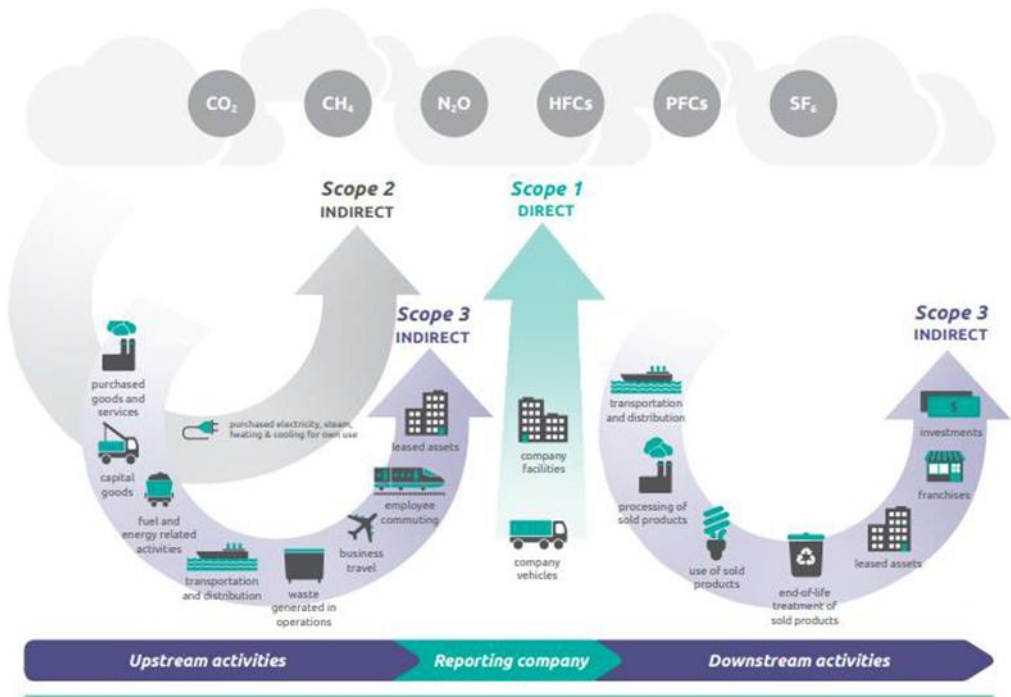 CO₂
CH₄
N₂O
HFCs
PFCs
SF₆
Scope 2
INDIRECT
Scope 1
DIRECT
Scope 3
INDIRECT
Scope 3
INDIRECT
purchased
goods and
services
capital
goods
fuel and
energy related
activities
transportation
and distribution
waste
generated in
operations
business
travel
employee
commuting
leased assets
purchased electricity, steam,
heating & cooling for own use
company
facilities
company
vehicles
transportation
and distribution
processing of
sold products
use of sold
products
end-of-life
treatment of
sold products
leased assets
franchises
investments
$
Upstream activities
Reporting company
Downstream activities